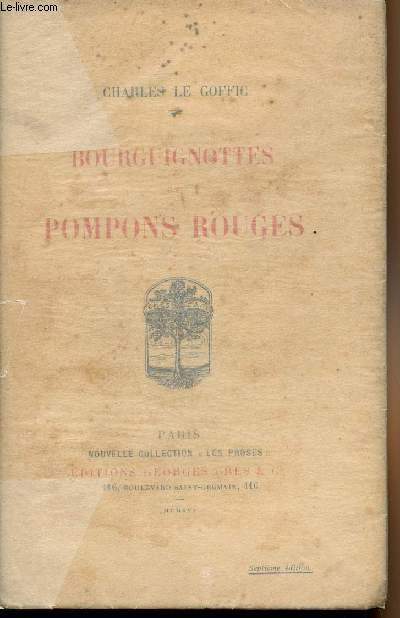 www.Le-Livre.com
CHARLES LE GOFFIC
BOURGUIGNOTTES
POMPONS ROUGES
PARIS
NOUVELLE COLLECTION « LES PROSES »
ÉDITIONS GEORGES CRÈS & Cie
116, BOULEVARD SAINT-GERMAIN, 116
Septième édition